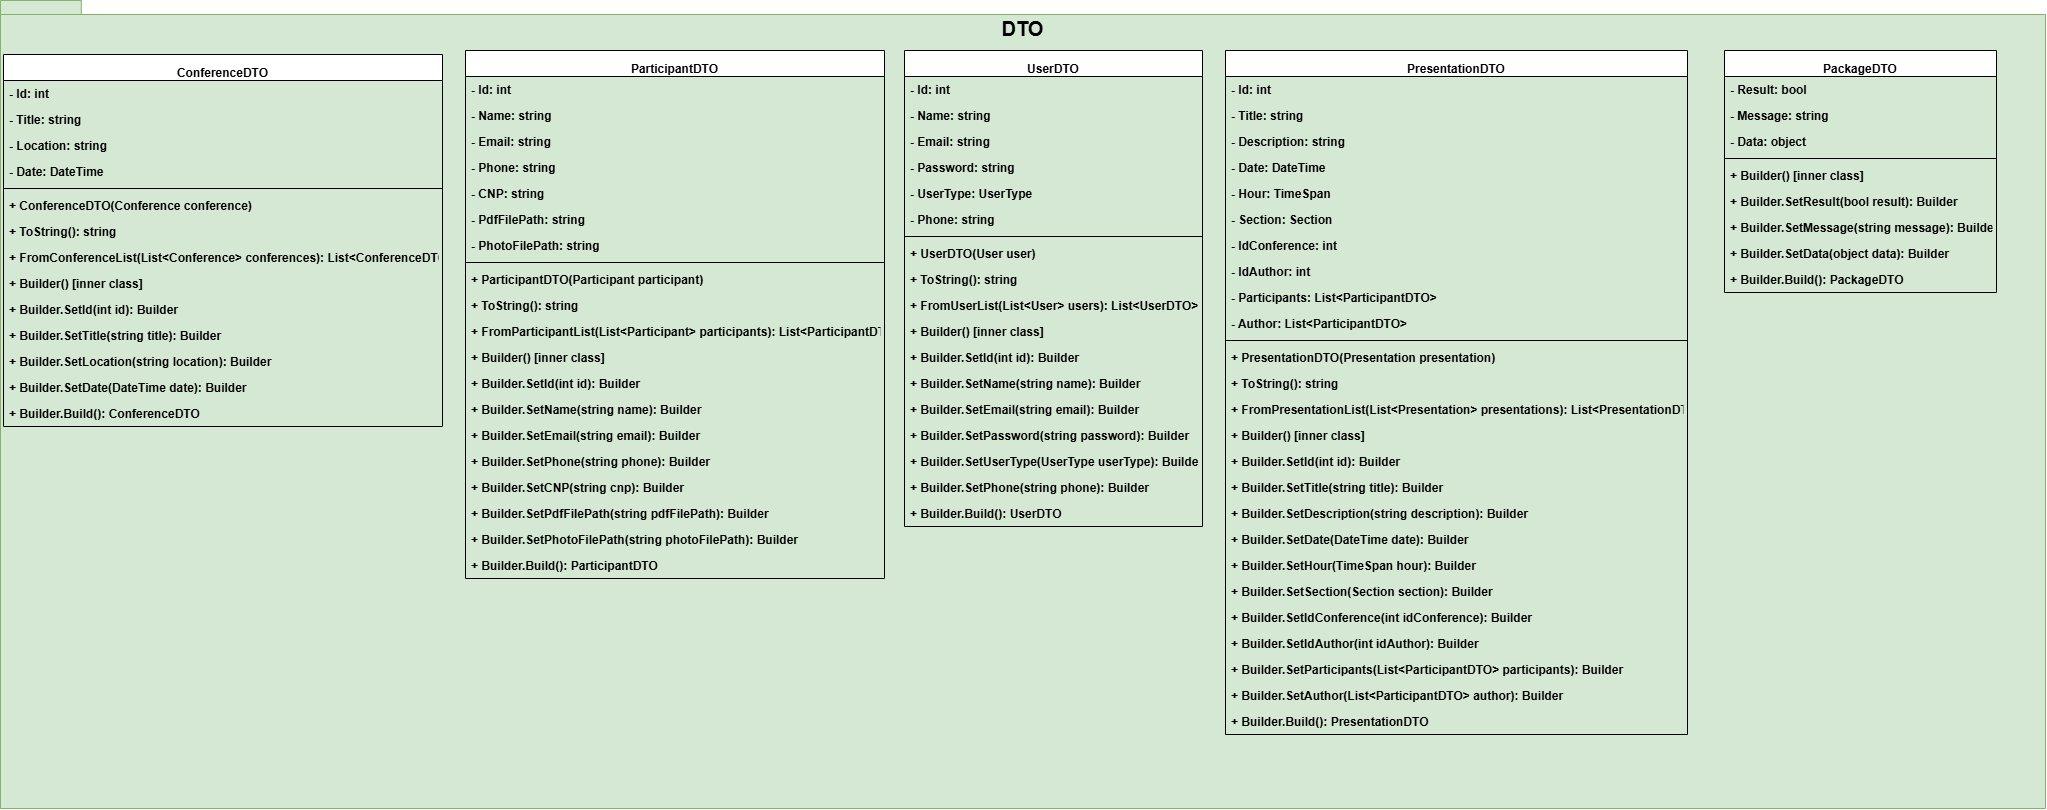 DTO
ConferenceDTO
- Id: int
- Title: string
- Location: string
- Date: DateTime
+ ConferenceDTO(Conference conference)
+ ToString(): string
+ FromConferenceList(List<Conference> conferences): List<ConferenceDT
+ Builder() [inner class]
+ Builder.SetId(int id): Builder
+ Builder.SetTitle(string title): Builder
+ Builder.SetLocation(string location): Builder
+ Builder.SetDate(DateTime date): Builder
+ Builder.Build(): ConferenceDTO
ParticipantDTO
- Id: int
- Name: string
- Email: string
- Phone: string
- CNP: string
- PdfFilePath: string
- PhotoFilePath: string
+ ParticipantDTO(Participant participant)
+ ToString(): string
+ FromParticipantList(List<Participant> participants): List<ParticipantD
+ Builder() [inner class]
+ Builder.SetId(int id): Builder
+ Builder.SetName(string name): Builder
+ Builder.SetEmail(string email): Builder
+ Builder.SetPhone(string phone): Builder
+ Builder.SetCNP(string cnp): Builder
+ Builder.SetPdfFilePath(string pdfFilePath): Builder
+ Builder.SetPhotoFilePath(string photoFilePath): Builder
+ Builder.Build(): ParticipantDTO
UserDTO
- Id: int
- Name: string
- Email: string
- Password: string
- UserType: UserType
- Phone: string
+ UserDTO(User user)
+ ToString(): string
+ FromUserList(List<User> users): List<UserDTO>
+ Builder() [inner class]
+ Builder.SetId(int id): Builder
+ Builder.SetName(string name): Builder
+ Builder.SetEmail(string email): Builder
+ Builder.SetPassword(string password): Builder
+ Builder.SetUserType(UserType userType): Builde
+ Builder.SetPhone(string phone): Builder
+ Builder.Build(): UserDTO
PresentationDTO
- Id: int
- Title: string
- Description: string
- Date: DateTime
- Hour: TimeSpan
- Section: Section
- IdConference: int
- IdAuthor: int
- Participants: List<ParticipantDTO>
- Author: List<ParticipantDTO>
+ PresentationDTO(Presentation presentation)
+ ToString(): string
+ FromPresentationList(List<Presentation> presentations): List<PresentationD
+ Builder() [inner class]
+ Builder.SetId(int id): Builder
+ Builder.SetTitle(string title): Builder
+ Builder.SetDescription(string description): Builder
+ Builder.SetDate(DateTime date): Builder
+ Builder.SetHour(TimeSpan hour): Builder
+ Builder.SetSection(Section section): Builder
+ Builder.SetIdConference(int idConference): Builder
+ Builder.SetIdAuthor(int idAuthor): Builder
+ Builder.SetParticipants(List<ParticipantDTO> participants): Builder
+ Builder.SetAuthor(List<ParticipantDTO> author): Builder
+ Builder.Build(): PresentationDTO
PackageDTO
- Result: bool
- Message: string
- Data: object
+ Builder() [inner class]
+ Builder.SetResult(bool result): Builder
+ Builder.SetMessage(string message): Builde
+ Builder.SetData(object data): Builder
+ Builder.Build(): PackageDTO